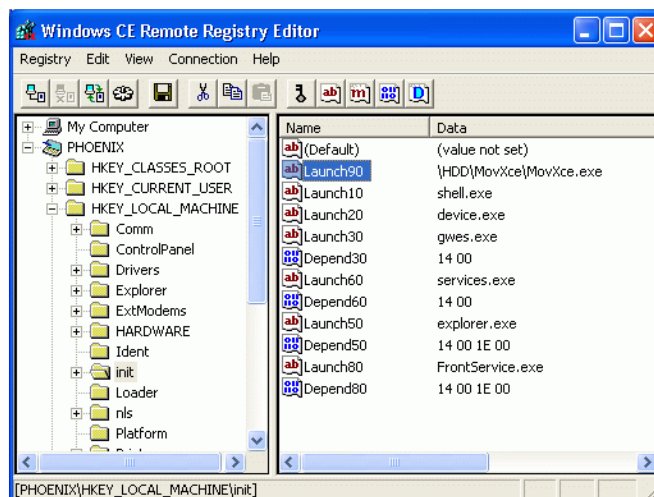 Windows CE Remote Registry Editor
Registry Edit View Connection Help
My Computer
PHOENIX
HKEY_CLASSES_ROOT
HKEY_CURRENT_USER
HKEY_LOCAL_MACHINE
Comm
ControlPanel
Drivers
Explorer
ExtModems
HARDWARE
Ident
init
Loader
nls
Platform
Name Data
(Default) (value not set)
Launch90 \HDD\MovXce\MovXce.exe
Launch10 shell.exe
Launch20 device.exe
Launch30 gwes.exe
Depend30 14 00
Launch60 services.exe
Depend60 14 00
Launch50 explorer.exe
Depend50 14 00 1E 00
Launch80 FrontService.exe
Depend80 14 00 1E 00
[PHOENIX\HKEY_LOCAL_MACHINE\init]